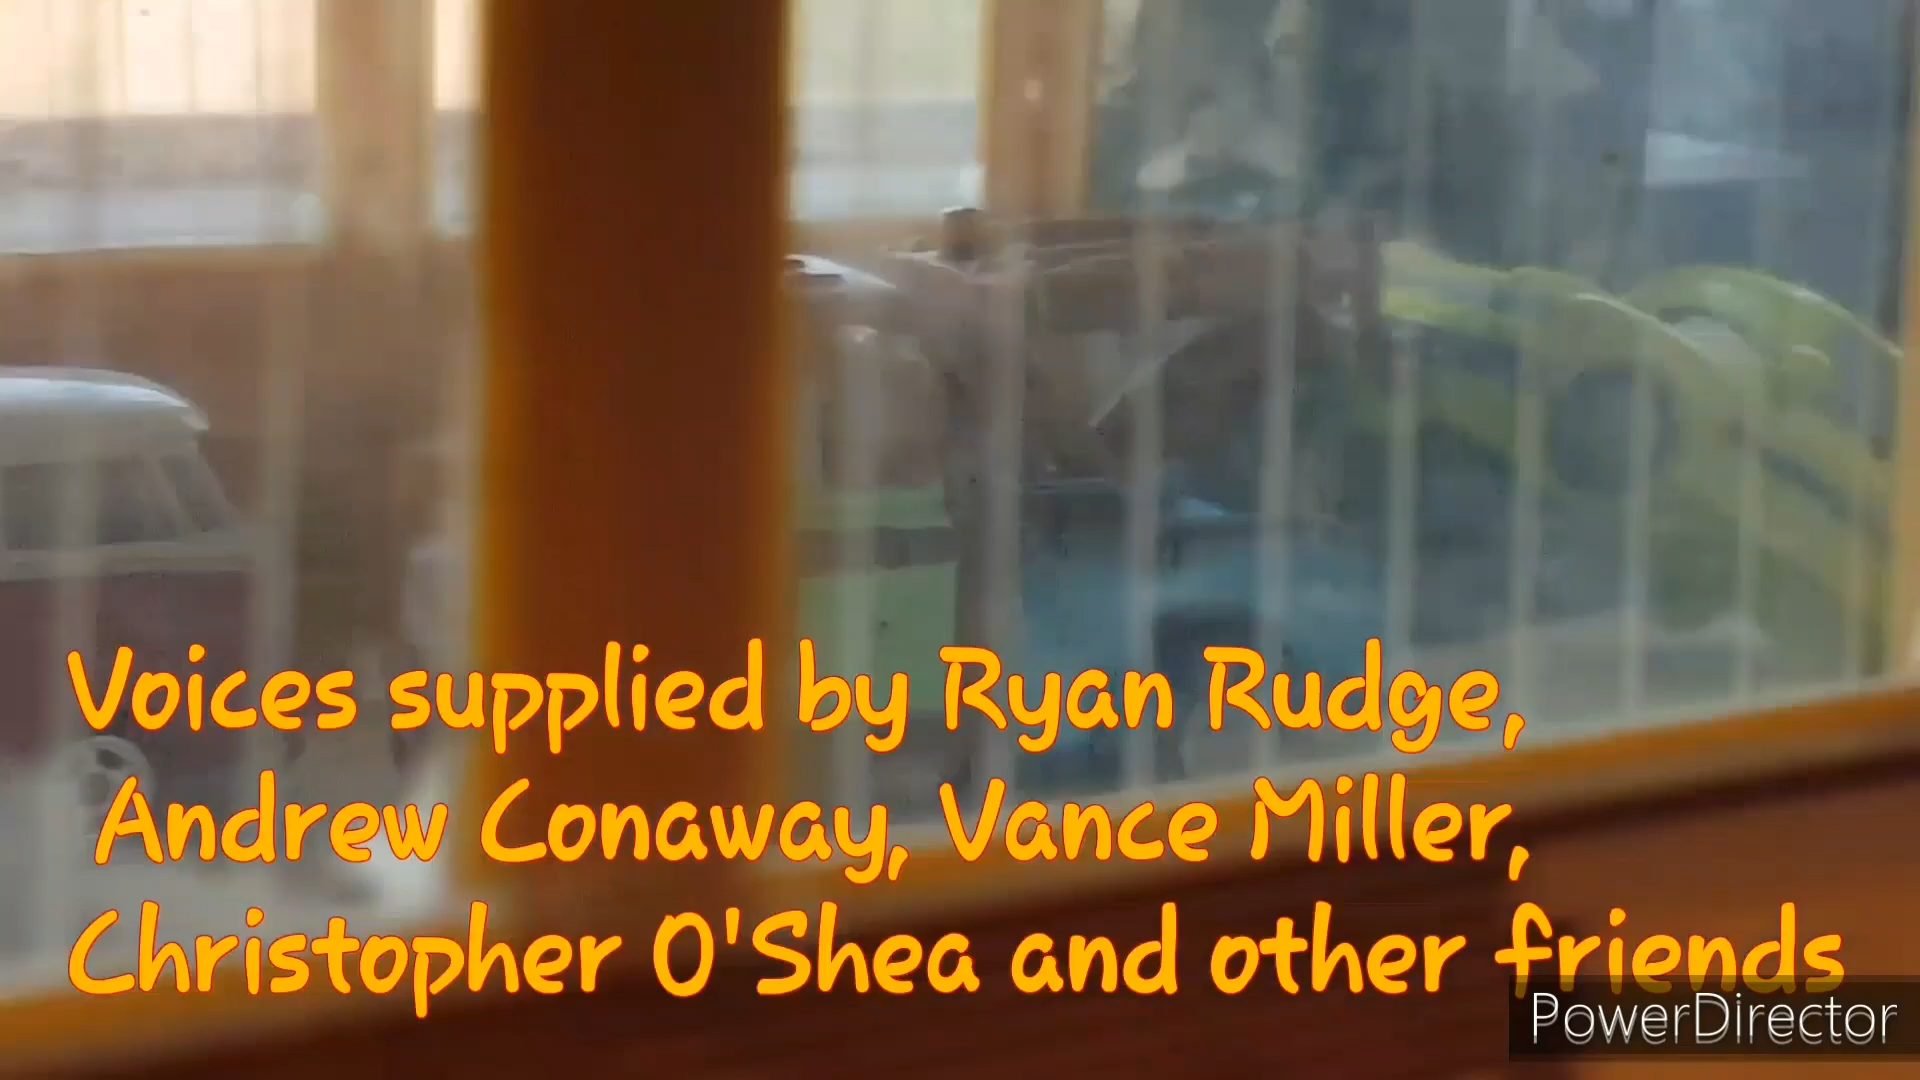 Voices supplied by Ryan Rudge,
Andrew Conaway, Vance Miller,
Christopher O'Shea and other friends
PowerDirector